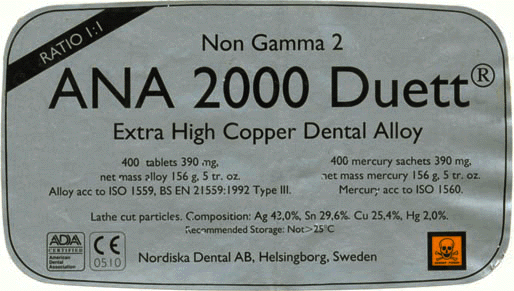 RATIO 1:1
Non Gamma 2
ANA 2000 Duett®
Extra High Copper Dental Alloy
400 tablets 390 mg,
net mass alloy 156 g, 5 tr. oz.
Alloy acc to ISO 1559, BS EN 21559:1992 Type III.
400 mercury sachets 390 mg,
net mass mercury 156 g, 5 tr. oz.
Mercury acc to ISO 1560.
Lathe cut particles. Composition: Ag 43,0%, Sn 29,6%. Cu 25,4%, Hg 2,0%.
Recommended Storage: Not>25°C
ADA
CERTIFIED
American
Dental
Association
CE
0510
Nordiska Dental AB, Helsingborg, Sweden